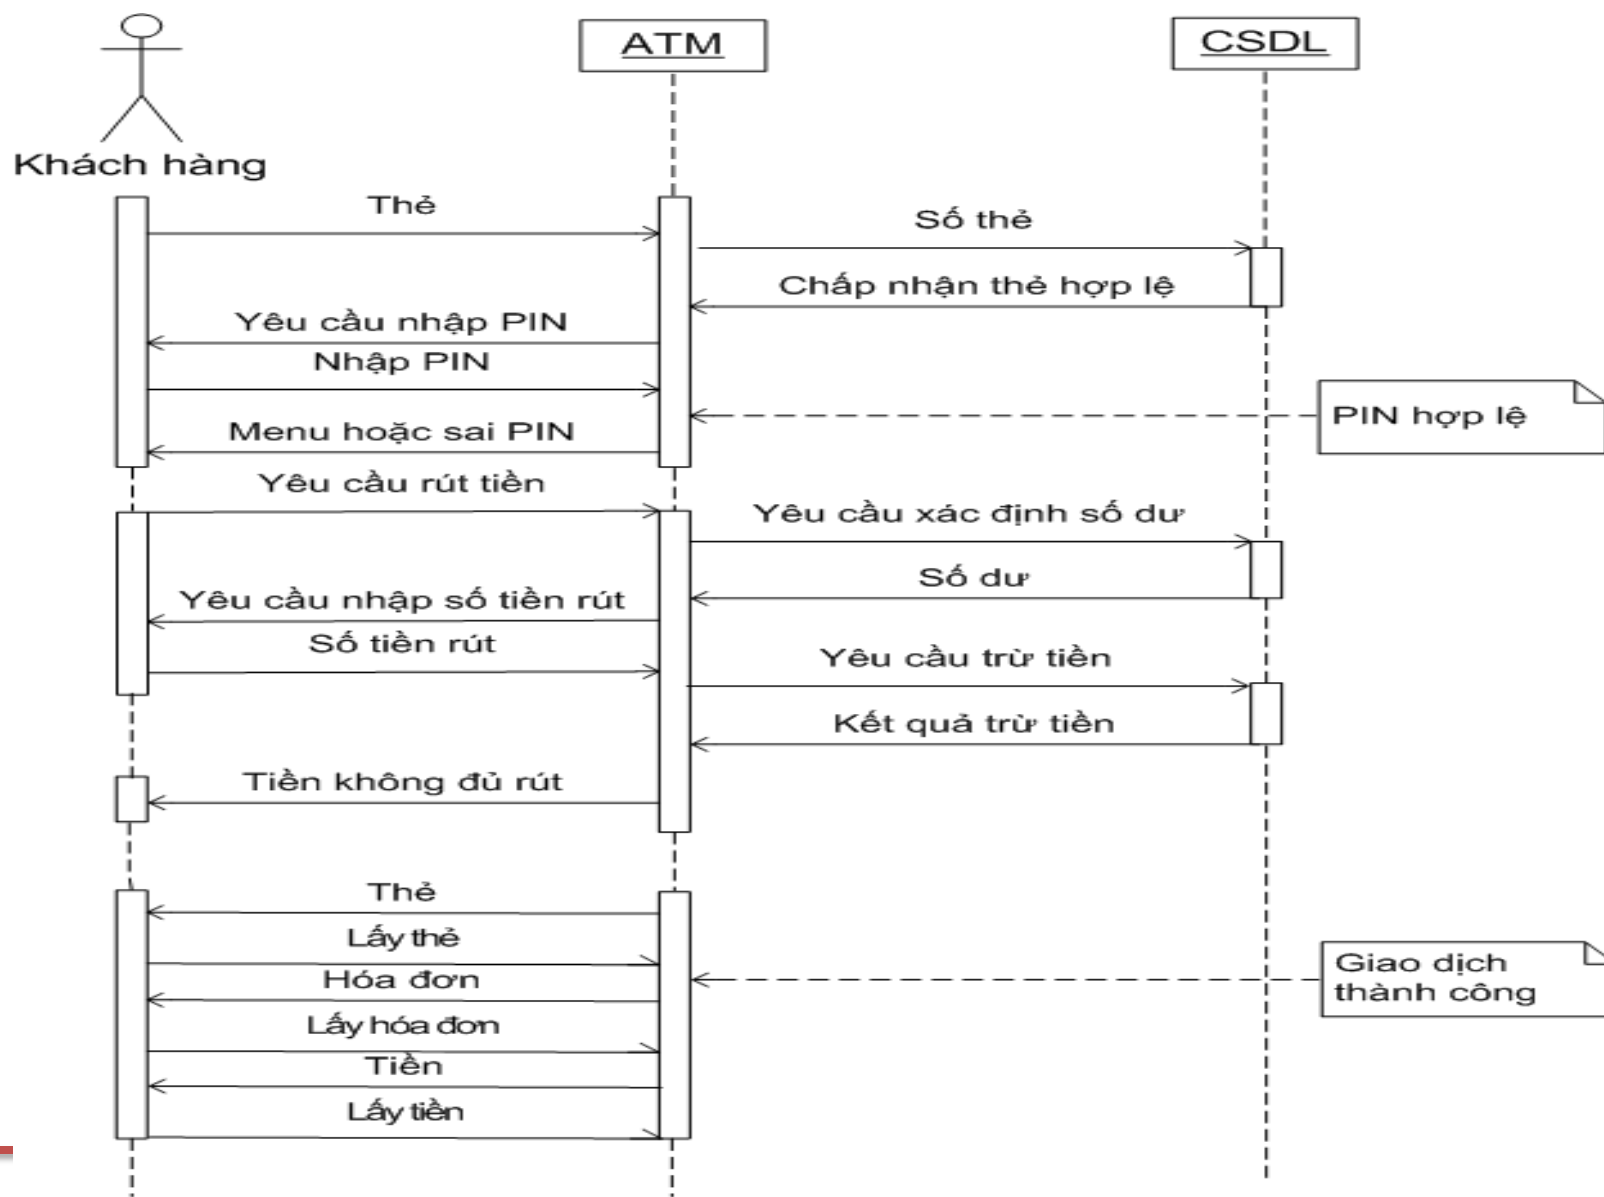 ATM
CSDL
Khách hàng
Thẻ
Số thẻ
Chấp nhận thẻ hợp lệ
Yêu cầu nhập PIN
Nhập PIN
PIN hợp lệ
Menu hoặc sai PIN
Yêu cầu rút tiền
Yêu cầu xác định số dư
Số dư
Yêu cầu nhập số tiền rút
Số tiền rút
Yêu cầu trừ tiền
Kết quả trừ tiền
Tiền không đủ rút
Thẻ
Lấy thẻ
Giao dịch
thành công
Hóa đơn
Lấy hóa đơn
Tiền
Lấy tiền